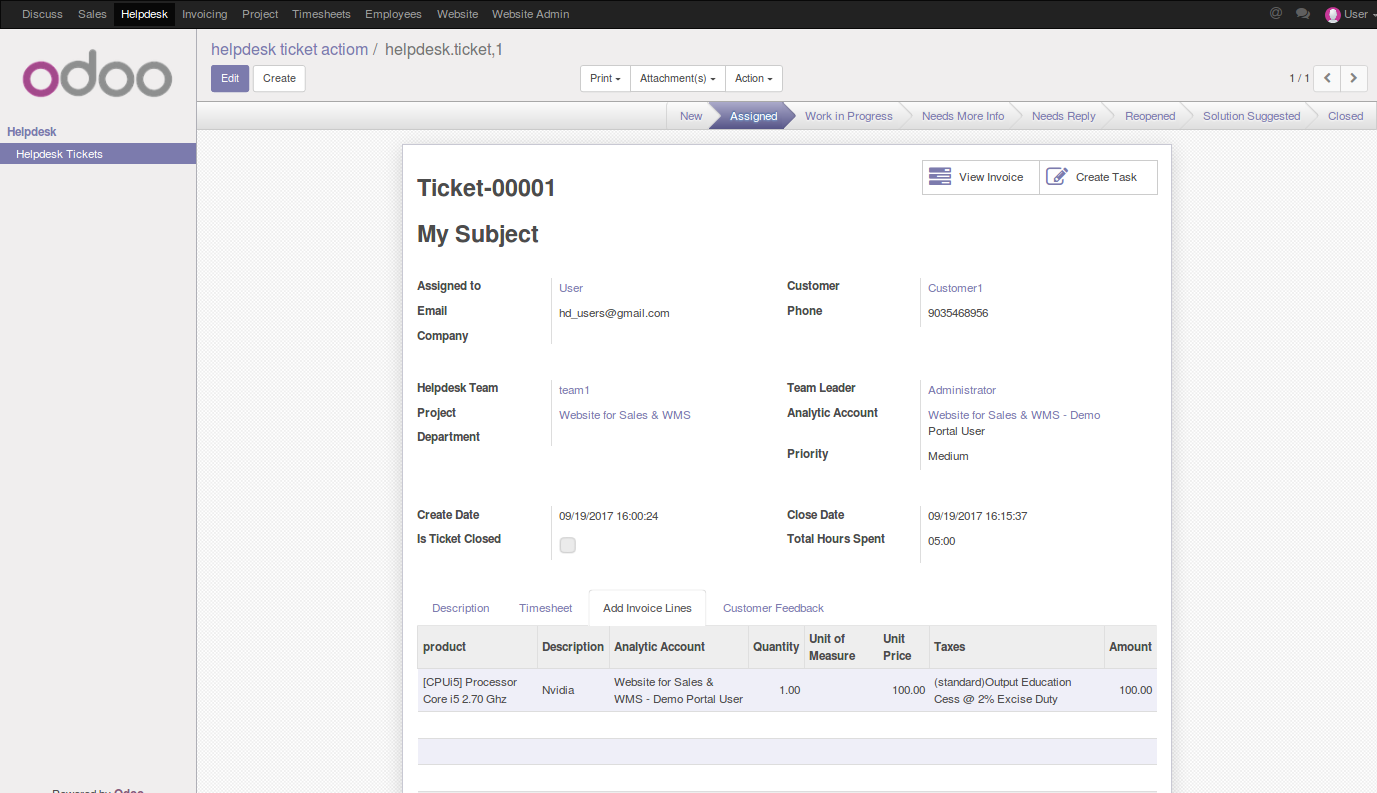 Discuss Sales Helpdesk Invoicing Project Timesheets Employees Website Website Admin @ User
odoo
helpdesk ticket actiom / helpdesk.ticket,1
Edit Create Print Attachment(s) Action 1 / 1
Helpdesk
Helpdesk Tickets
New Assigned Work in Progress Needs More Info Needs Reply Reopened Solution Suggested Closed
View Invoice Create Task
Ticket-00001
My Subject
Assigned to User Customer Customer1
Email hd_users@gmail.com Phone 9035468956
Company
Helpdesk Team team1 Team Leader Administrator
Project Website for Sales & WMS Analytic Account Website for Sales & WMS - Demo
Portal User
Department
Priority Medium
Create Date 09/19/2017 16:00:24 Close Date 09/19/2017 16:15:37
Is Ticket Closed Total Hours Spent 05:00
Description Timesheet Add Invoice Lines Customer Feedback
product Description Analytic Account Quantity Unit of
Measure Unit
Price Taxes Amount
[CPUi5] Processor
Core i5 2.70 Ghz Nvidia Website for Sales &
WMS - Demo Portal User 1.00 100.00 (standard)Output Education
Cess @ 2% Excise Duty 100.00
Powered by Odoo